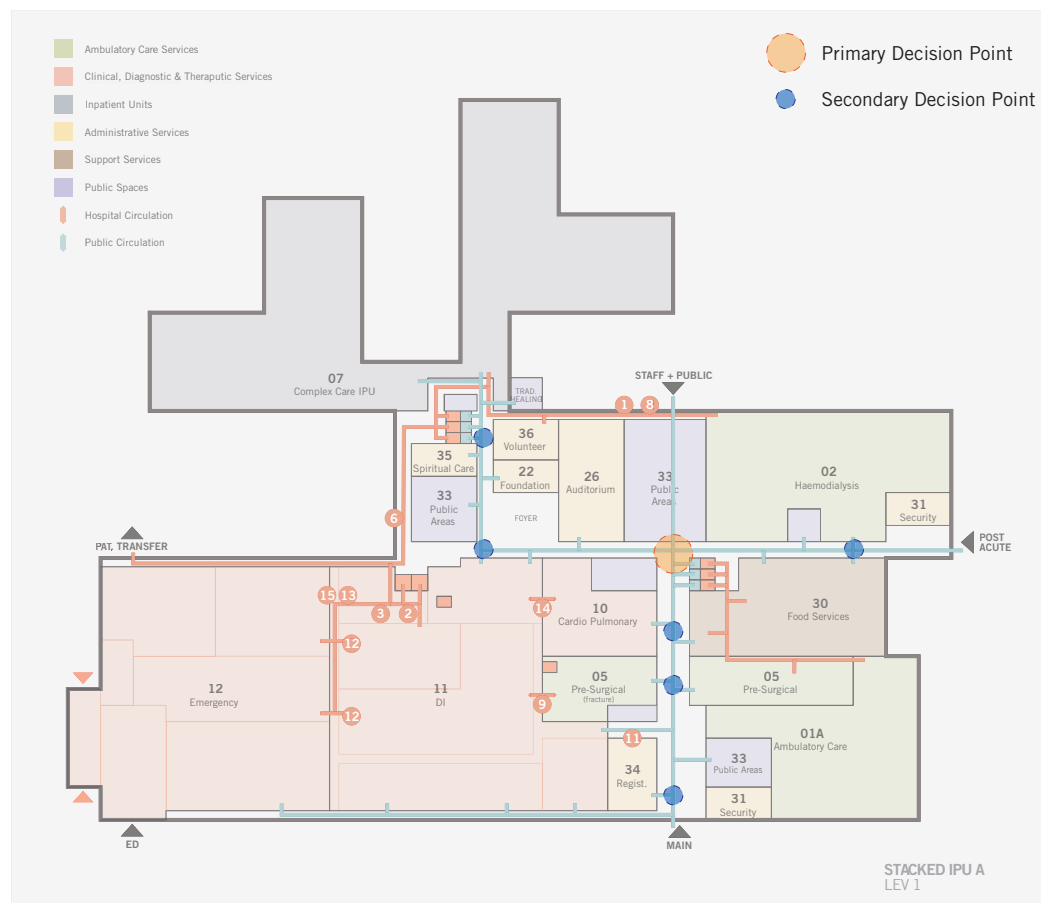 Ambulatory Care Services
Clinical, Diagnostic & Theraputic Services
Inpatient Units
Administrative Services
Support Services
Public Spaces
Hospital Circulation
Public Circulation
Primary Decision Point
Secondary Decision Point
07
Complex Care IPU
TRAD.
HEALING
STAFF + PUBLIC
1
8
36
Volunteer
35
Spiritual Care
22
Foundation
26
Auditorium
33
Public
Areas
02
Haemodialysis
33
Public
Areas
31
Security
FOYER
6
PAT, TRANSFER
POST
ACUTE
15
13
3
2
14
10
Cardio Pulmonary
30
Food Services
12
12
Emergency
11
DI
05
Pre-Surgical
(fracture)
05
Pre-Surgical
9
12
11
01A
Ambulatory Care
34
Regist.
33
Public Areas
31
Security
ED
MAIN
STACKED IPU A
LEV 1